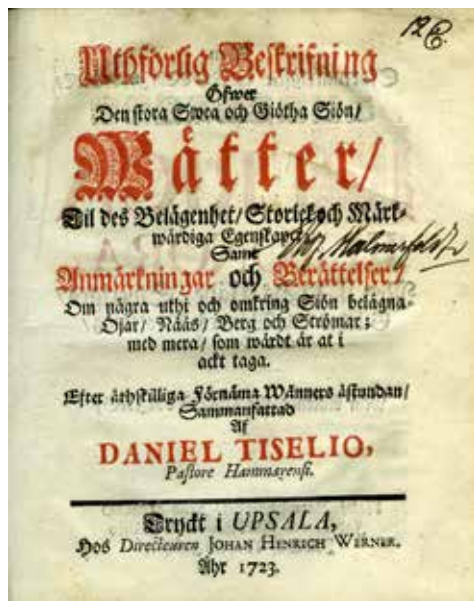 12
Uthförlig Beskrifning
Öfwer
Den stora Swea och Giötha Siön/
Wätter/
Til des Belägenhet/ Storlek och Märk-
wärdiga Egenskaper/
Samt
Anmärkningar och Berättelser/
Om några uthi och omkring Siön belägna
Öjar/ Nääs/ Berg och Strömar;
med mera/ som wärdt är at i
ackt taga.
Efter åthskilliga Förnäma Wänners åstundan/
Sammanfattad
Af
DANIEL TISELIO,
Pastore Hammarensi.
Tryckt i UPSALA,
Hos Directeuren JOHAN HENRICH WERNER.
Åhr 1723.